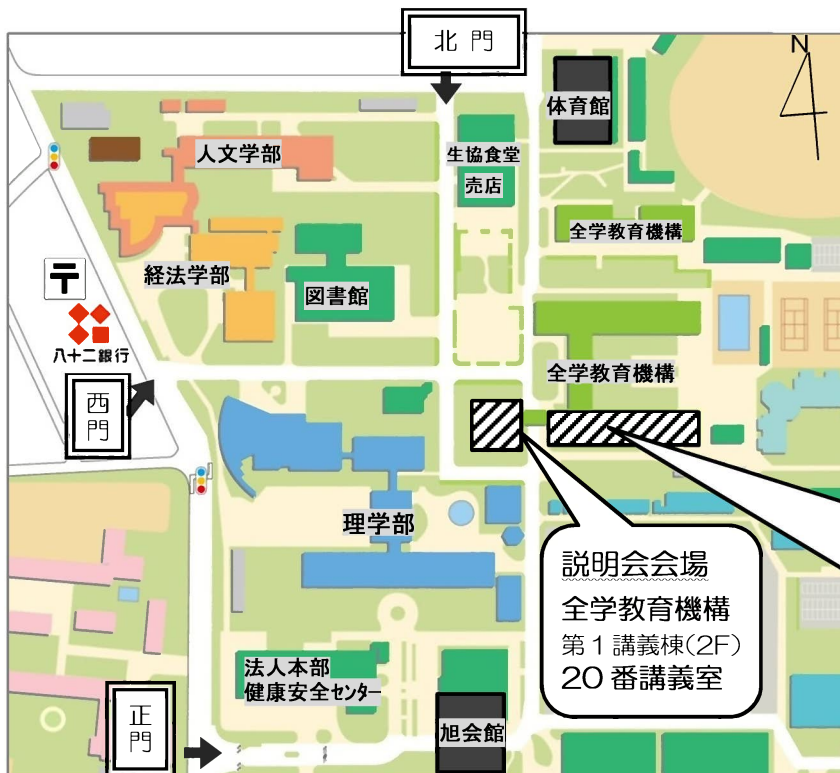 北門
N
体育館
人文学部
生協食堂
売店
全学教育機構
経法学部
図書館
〒
八十二銀行
全学教育機構
西門
理学部
説明会会場
全学教育機構
第1講義棟(2F)
20番講義室
法人本部
健康安全センター
正門
旭会館